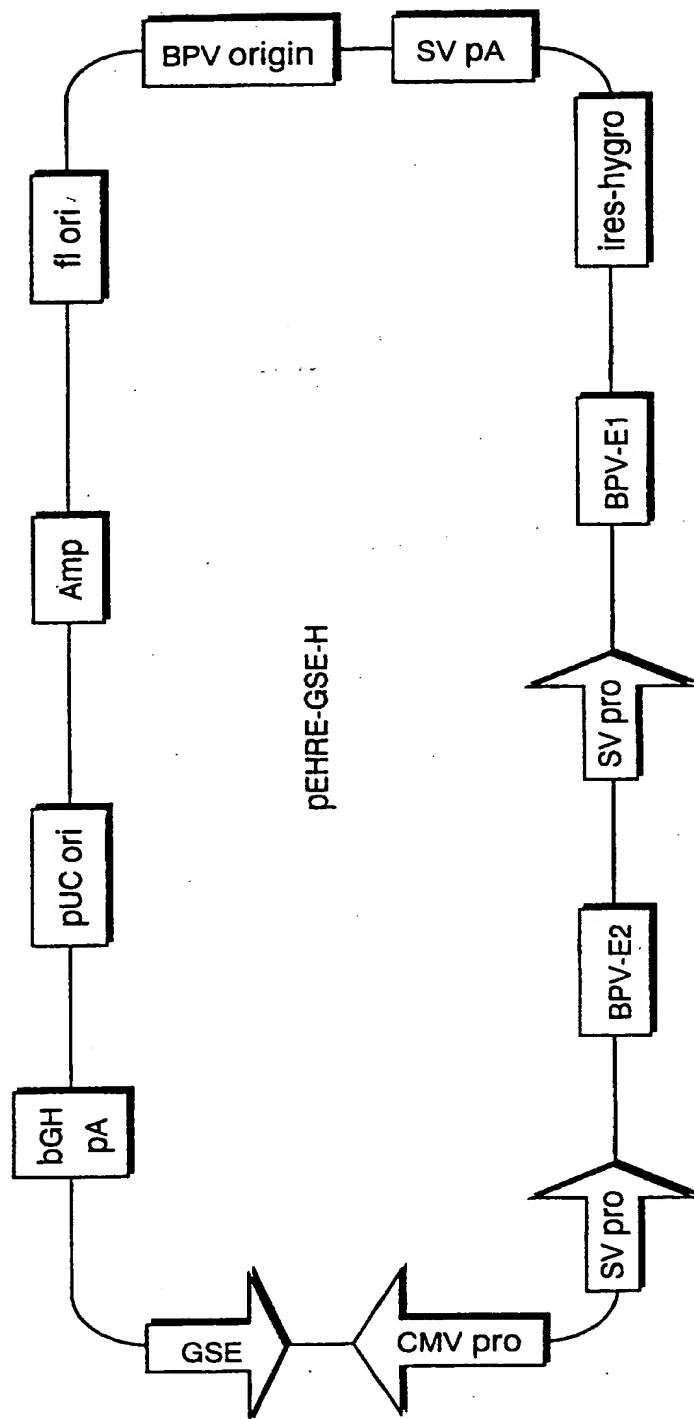 BPV origin
SV pA
fl ori
ires-hygro
Amp
BPV-E1
pEHRE-GSE-H
SV pro
pUC ori
BPV-E2
bGH
pA
SV pro
GSE
CMV pro